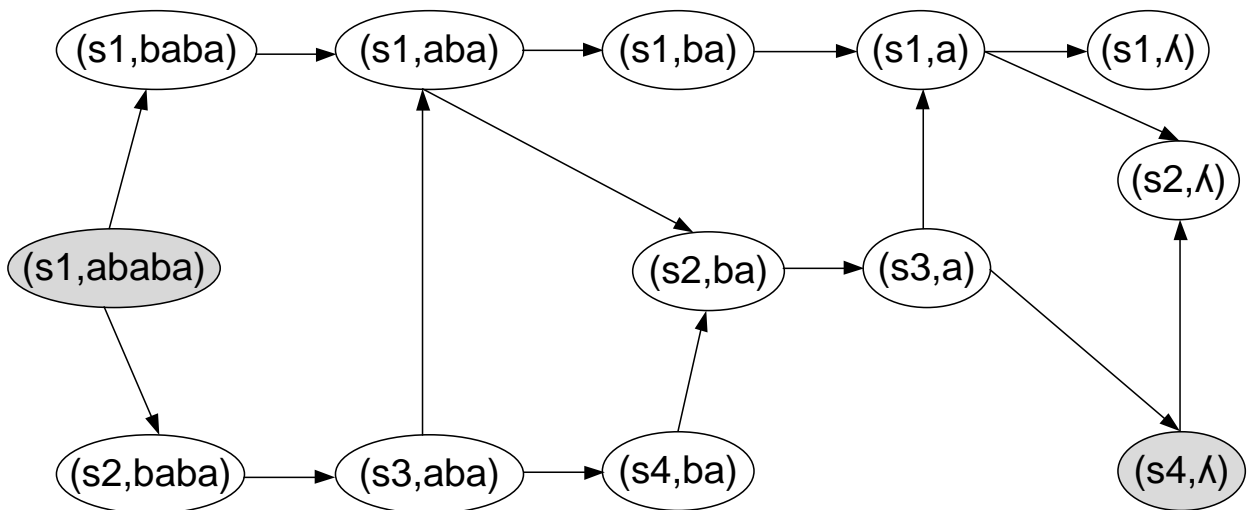 (s1,baba)
(s1,aba)
(s1,ba)
(s1,a)
(s1,ʎ)
(s2,ʎ)
(s1,ababa)
(s2,ba)
(s3,a)
(s2,baba)
(s3,aba)
(s4,ba)
(s4,ʎ)